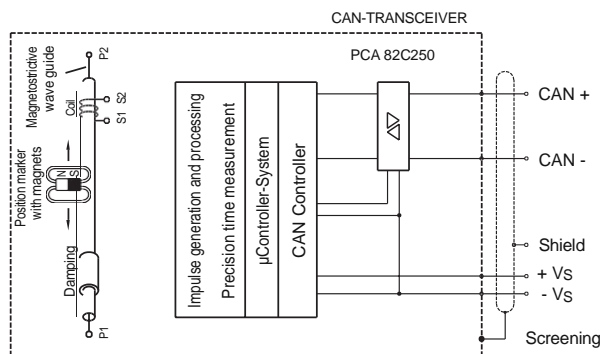 CAN-TRANSCEIVER
PCA 82C250
P2
Magnetostrictive
wave guide
Coil
S2
S1
Position marker
with magnets
N
S
Damping
P1
Impulse generation and processing
Precision time measurement
µController-System
CAN Controller
CAN +
CAN -
Shield
+ VS
- VS
Screening